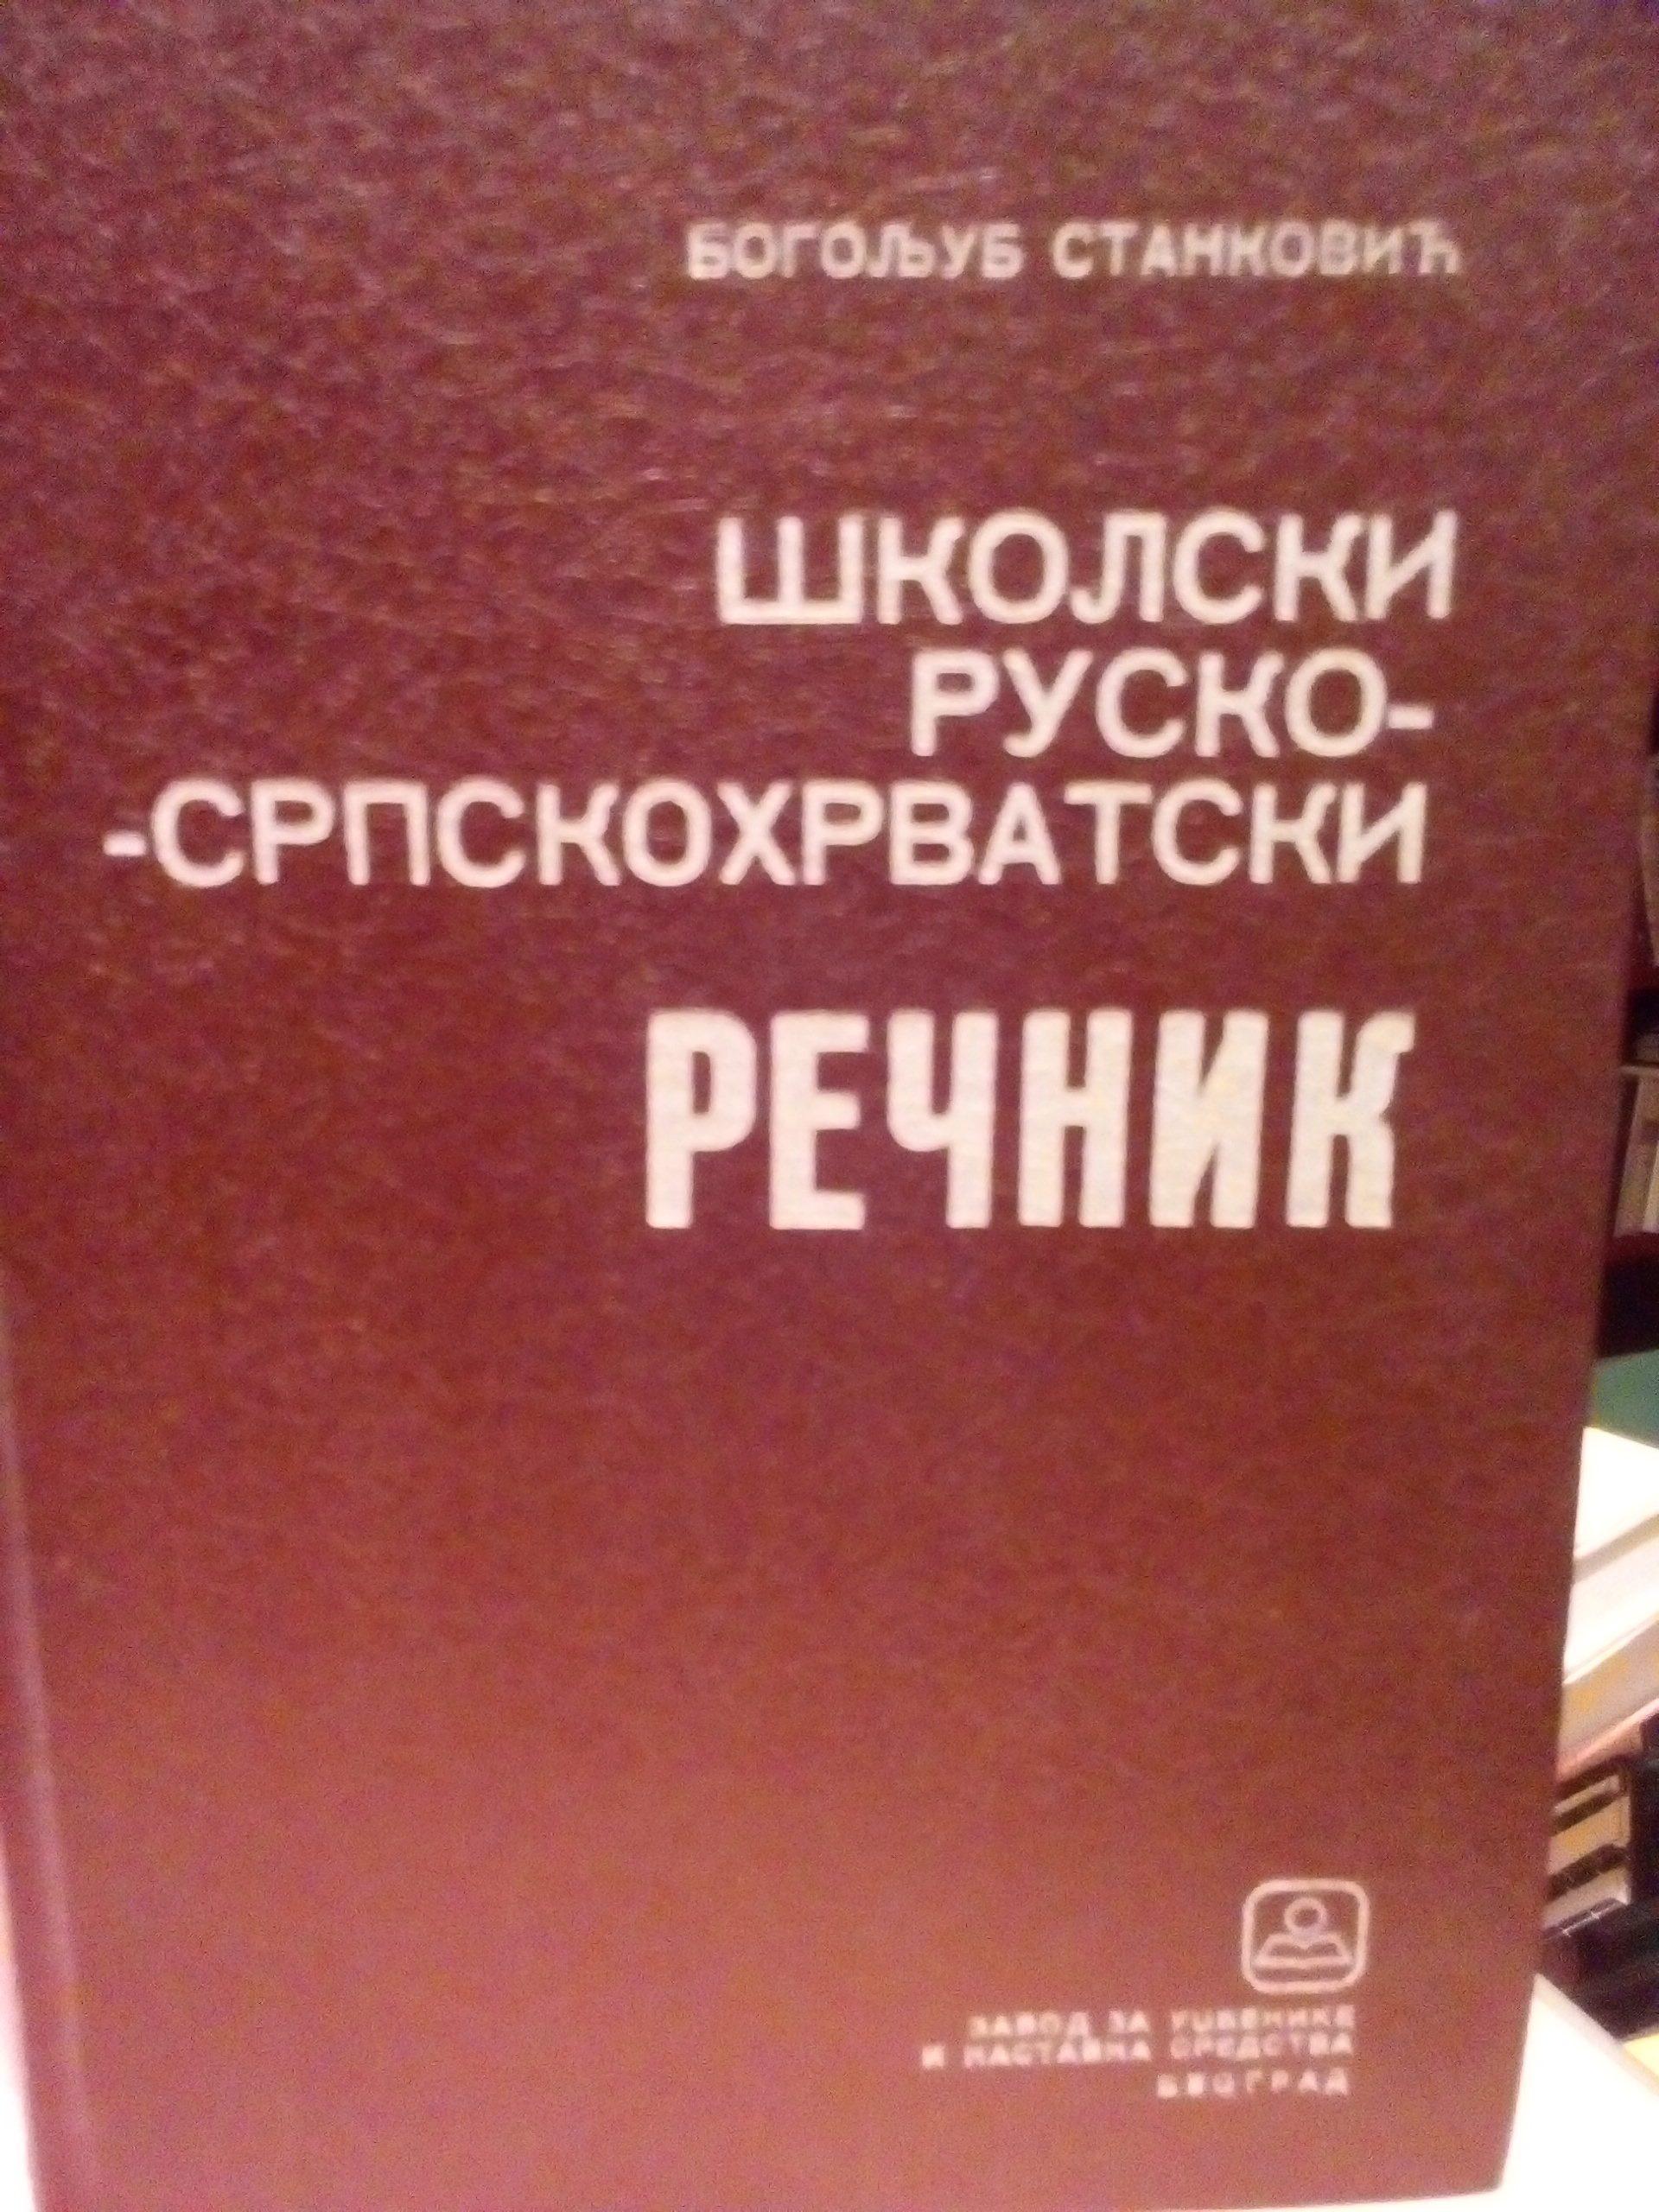 БОГОЉУБ СТАНКОВИЋ
ШКОЛСКИ
РУСКО-
-СРПСКОХРВАТСКИ
РЕЧНИК
ЗАВОД ЗА УЏБЕНИКЕ
И НАСТАВНА СРЕДСТВА
БЕОГРАД